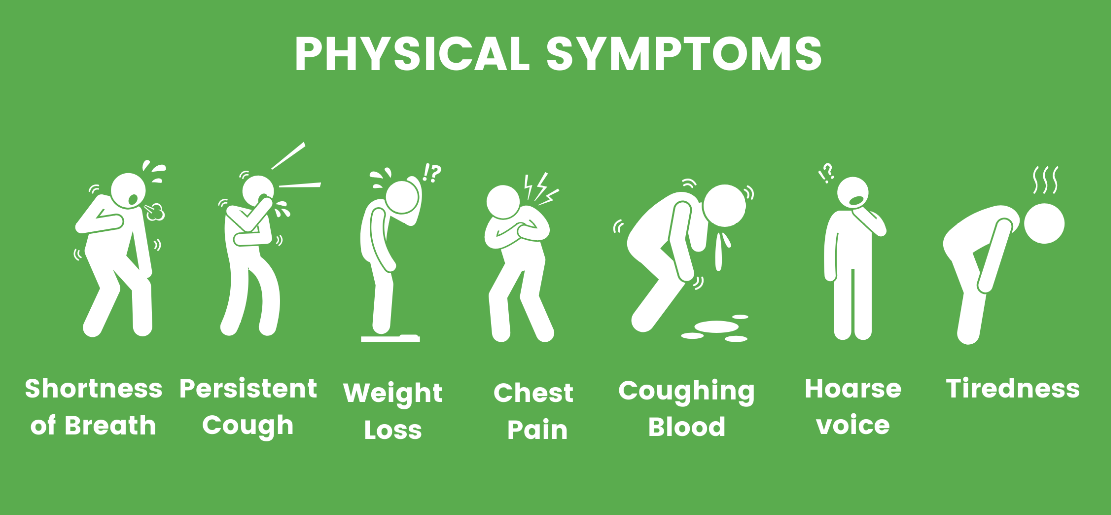 PHYSICAL SYMPTOMS
!?
?
Shortness
of Breath
Persistent
Cough
Weight
Loss
Chest
Pain
Coughing
Blood
Hoarse
voice
Tiredness